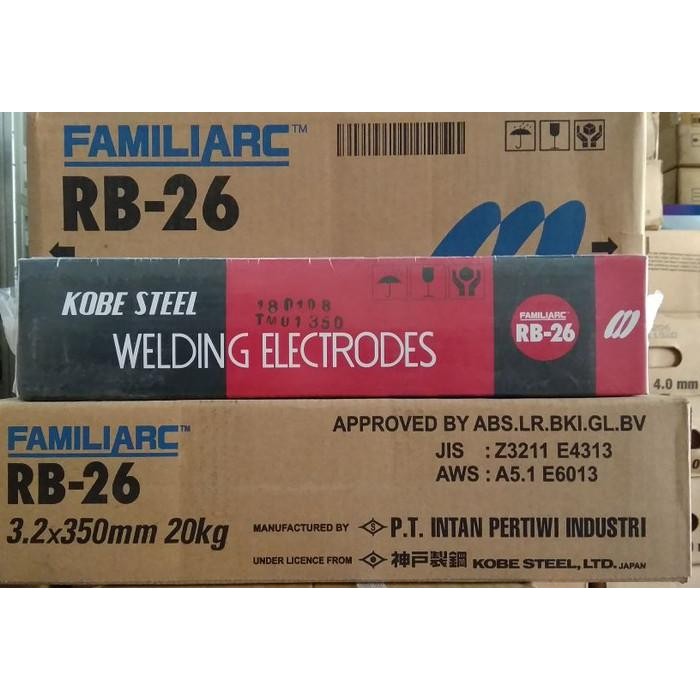 FAMILIARC™
RB-26
KOBE STEEL
180108
TM01350
WELDING ELECTRODES
FAMILIARC
RB-26
4.0 mm
FAMILIARC™
RB-26
3.2x350mm 20kg
APPROVED BY ABS.LR.BKI.GL.BV
JIS : Z3211 E4313
AWS : A5.1 E6013
MANUFACTURED BY S P.T. INTAN PERTIWI INDUSTRI
UNDER LICENCE FROM 神戸製鋼 KOBE STEEL, LTD. JAPAN